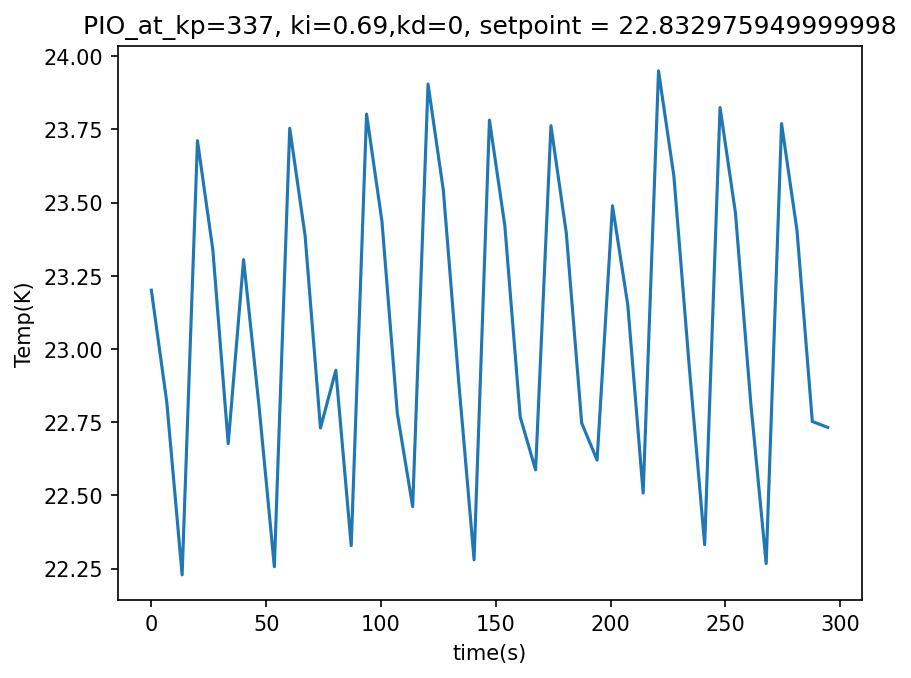 PIO_at_kp=337, ki=0.69,kd=0, setpoint = 22.832975949999998
24.00
23.75
23.50
23.25
23.00
22.75
22.50
22.25
Temp(K)
0 50 100 150 200 250 300
time(s)